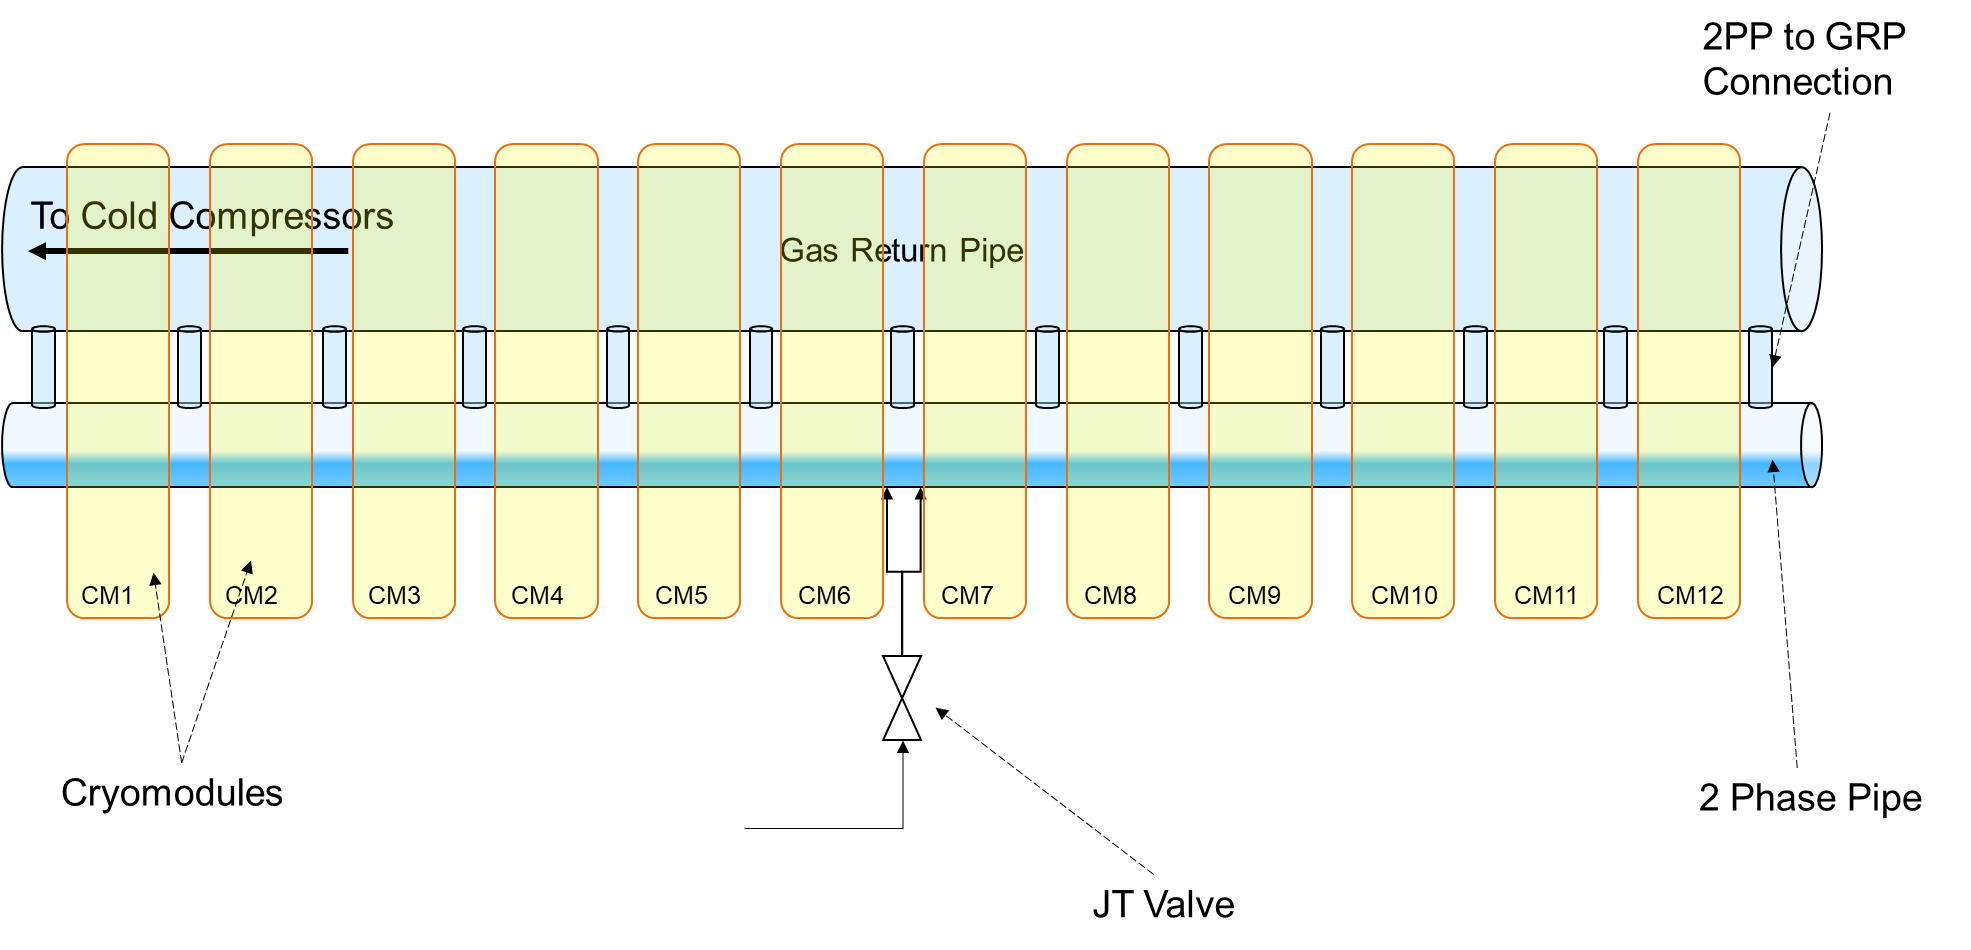 2PP to GRP
Connection
To Cold Compressors
Gas Return Pipe
CM1
CM2
CM3
CM4
CM5
CM6
CM7
CM8
CM9
CM10
CM11
CM12
Cryomodules
2 Phase Pipe
JT Valve